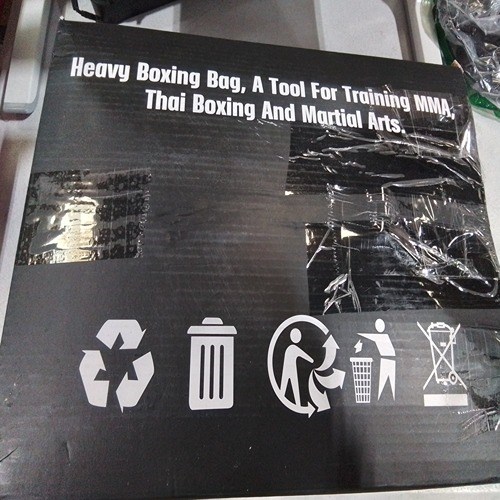 Heavy Boxing Bag, A Tool For Training MMA,
Thai Boxing And Martial Arts.